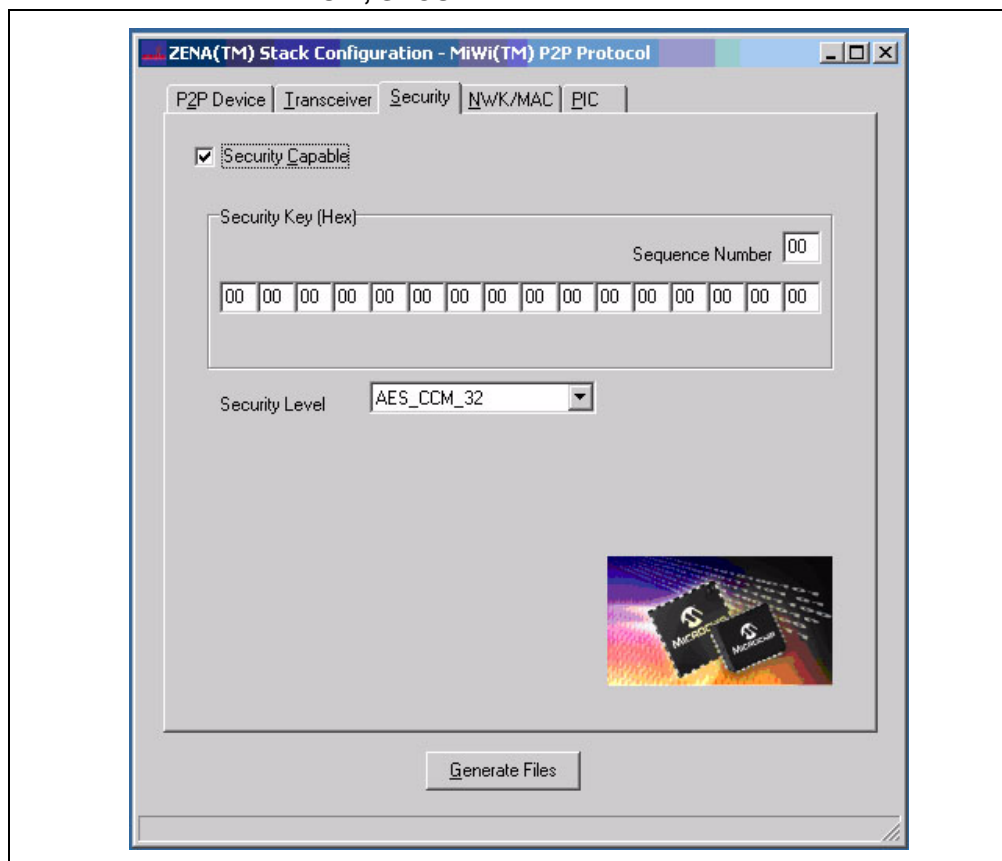 ZENA(TM) Stack Configuration - MiWi(TM) P2P Protocol
P2P Device Transceiver Security NWK/MAC PIC
Security Capable
Security Key (Hex)
Sequence Number 00
00 00 00 00 00 00 00 00 00 00 00 00 00 00 00 00
Security Level AES_CCM_32
MICROCHIP
MICROCHIP
Generate Files